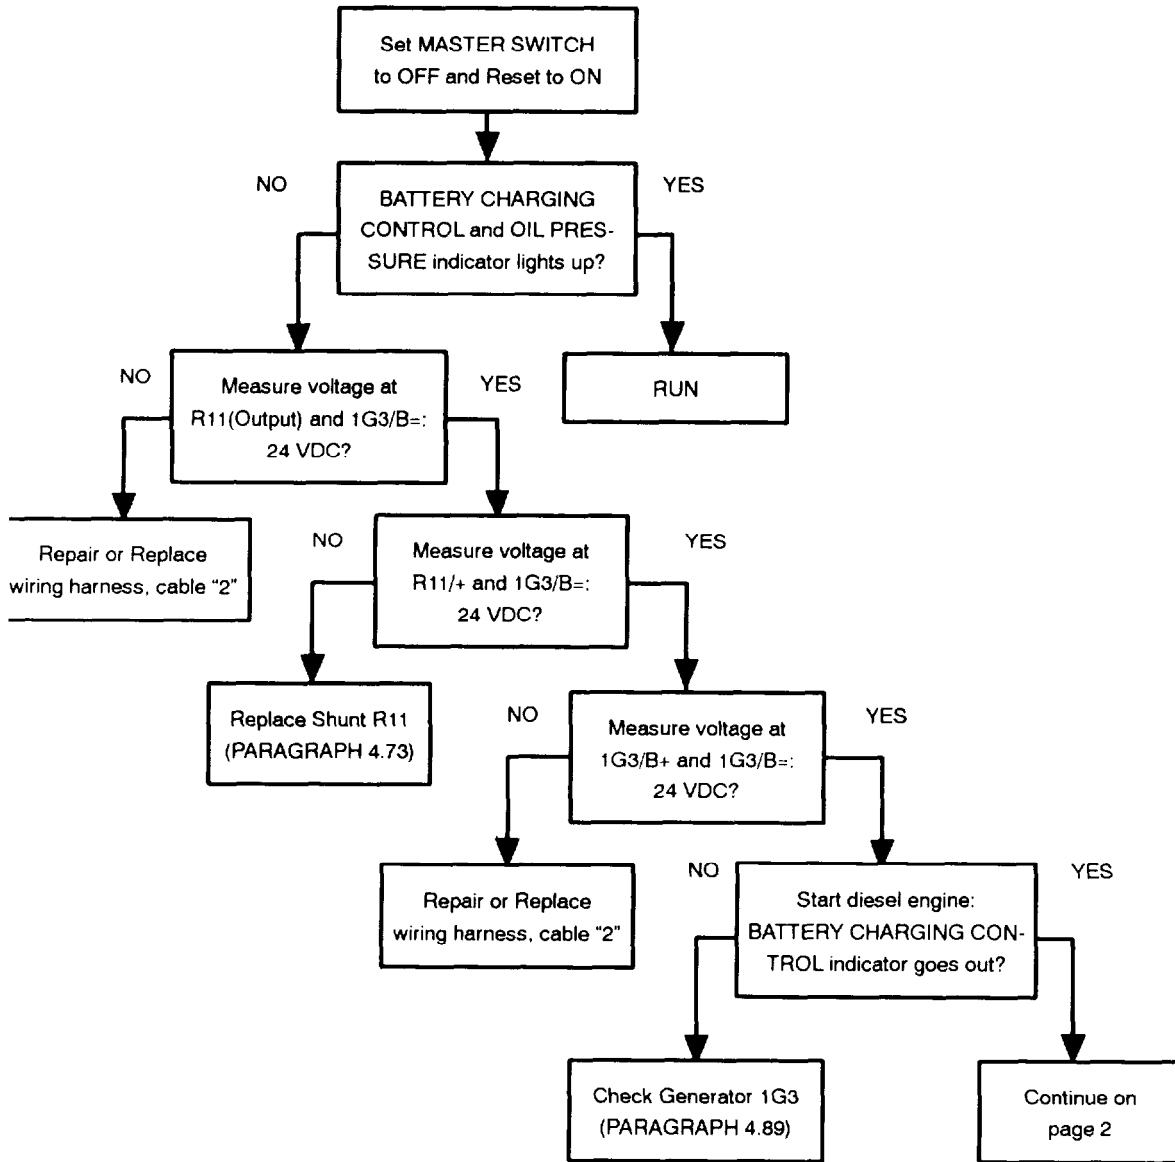 Set MASTER SWITCH
to OFF and Reset to ON
NO
YES
BATTERY CHARGING
CONTROL and OIL PRES-
SURE indicator lights up?
NO
Measure voltage at
R11(Output) and 1G3/B=:
24 VDC?
YES
RUN
Repair or Replace
wiring harness, cable "2"
NO
Measure voltage at
R11/+ and 1G3/B=:
24 VDC?
YES
Replace Shunt R11
(PARAGRAPH 4.73)
NO
Measure voltage at
1G3/B+ and 1G3/B=:
24 VDC?
YES
Repair or Replace
wiring harness, cable "2"
NO
Start diesel engine:
BATTERY CHARGING CON-
TROL indicator goes out?
YES
Check Generator 1G3
(PARAGRAPH 4.89)
Continue on
page 2